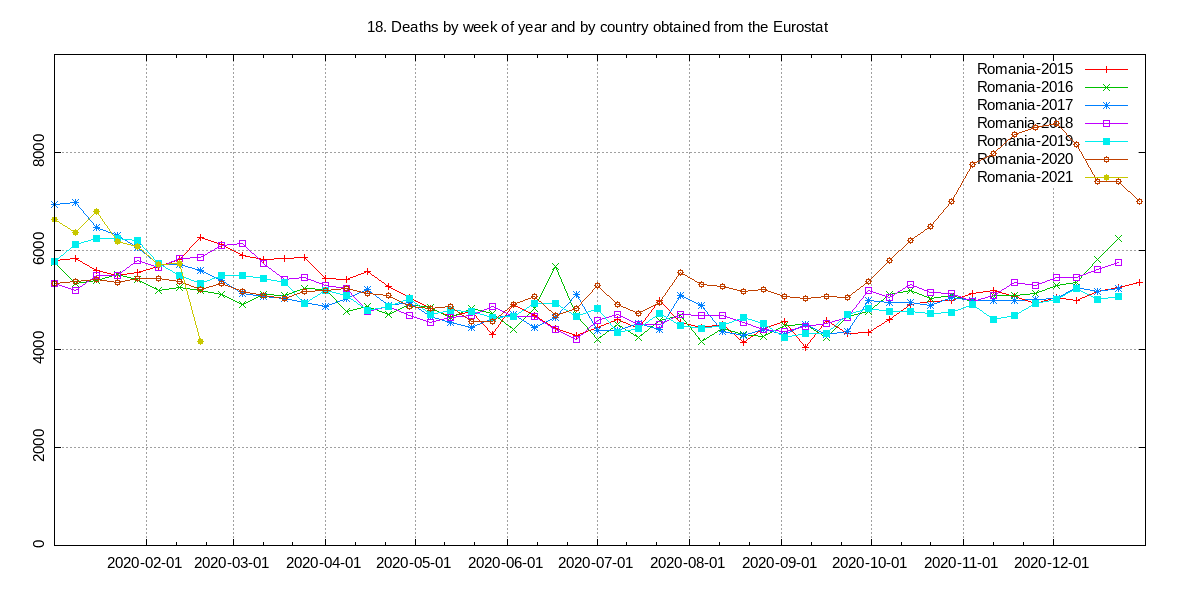 18. Deaths by week of year and by country obtained from the Eurostat
Romania-2015
Romania-2016
Romania-2017
Romania-2018
Romania-2019
Romania-2020
Romania-2021
8000
6000
4000
2000
0
2020-02-01 2020-03-01 2020-04-01 2020-05-01 2020-06-01 2020-07-01 2020-08-01 2020-09-01 2020-10-01 2020-11-01 2020-12-01